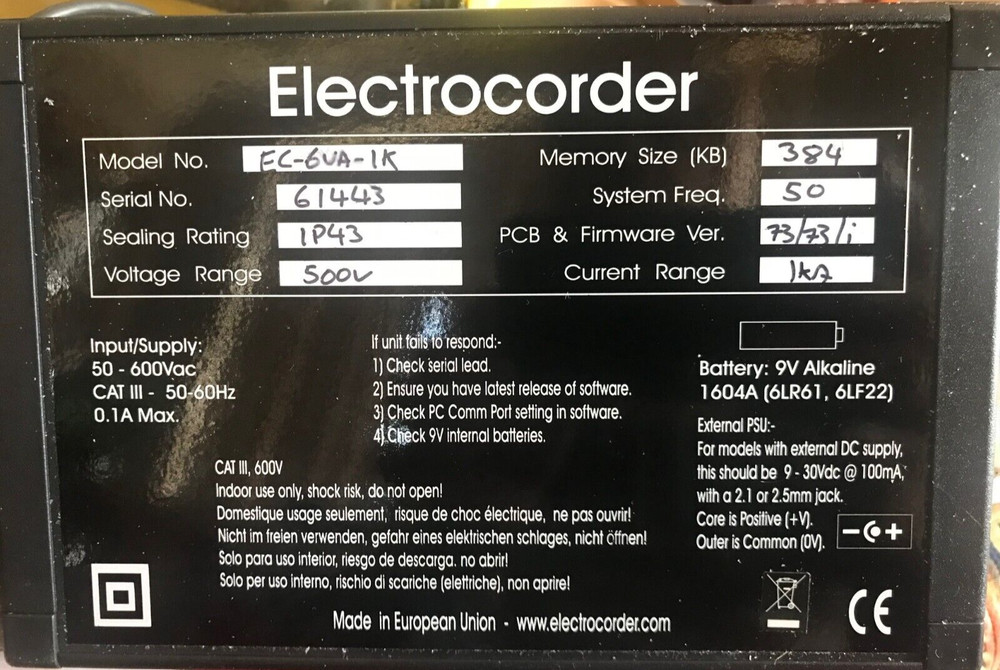 Electrocorder
Model No. EC-6VA-1K
Serial No. 61443
Sealing Rating IP43
Voltage Range 500V
Memory Size (KB) 384
System Freq. 50
PCB & Firmware Ver. 73/73/i
Current Range 1kA
Input/Supply:
50 - 600Vac
CAT III - 50-60Hz
0.1A Max.
If unit fails to respond:-
1) Check serial lead.
2) Ensure you have latest release of software.
3) Check PC Comm Port setting in software.
4) Check 9V internal batteries.
Battery: 9V Alkaline
1604A (6LR61, 6LF22)
External PSU:-
For models with external DC supply,
this should be 9 - 30Vdc @ 100mA,
with a 2.1 or 2.5mm jack.
Core is Positive (+V).
Outer is Common (0V).
CAT III, 600V
Indoor use only, shock risk, do not open!
Domestique usage seulement, risque de choc électrique, ne pas ouvrir!
Nicht im freien verwenden, gefahr eines elektrischen schlages, nicht öffnen!
Solo para uso interior, riesgo de descarga. no abrir!
Solo per uso interno, rischio di scariche (elettriche), non aprire!
Made in European Union - www.electrocorder.com
CE